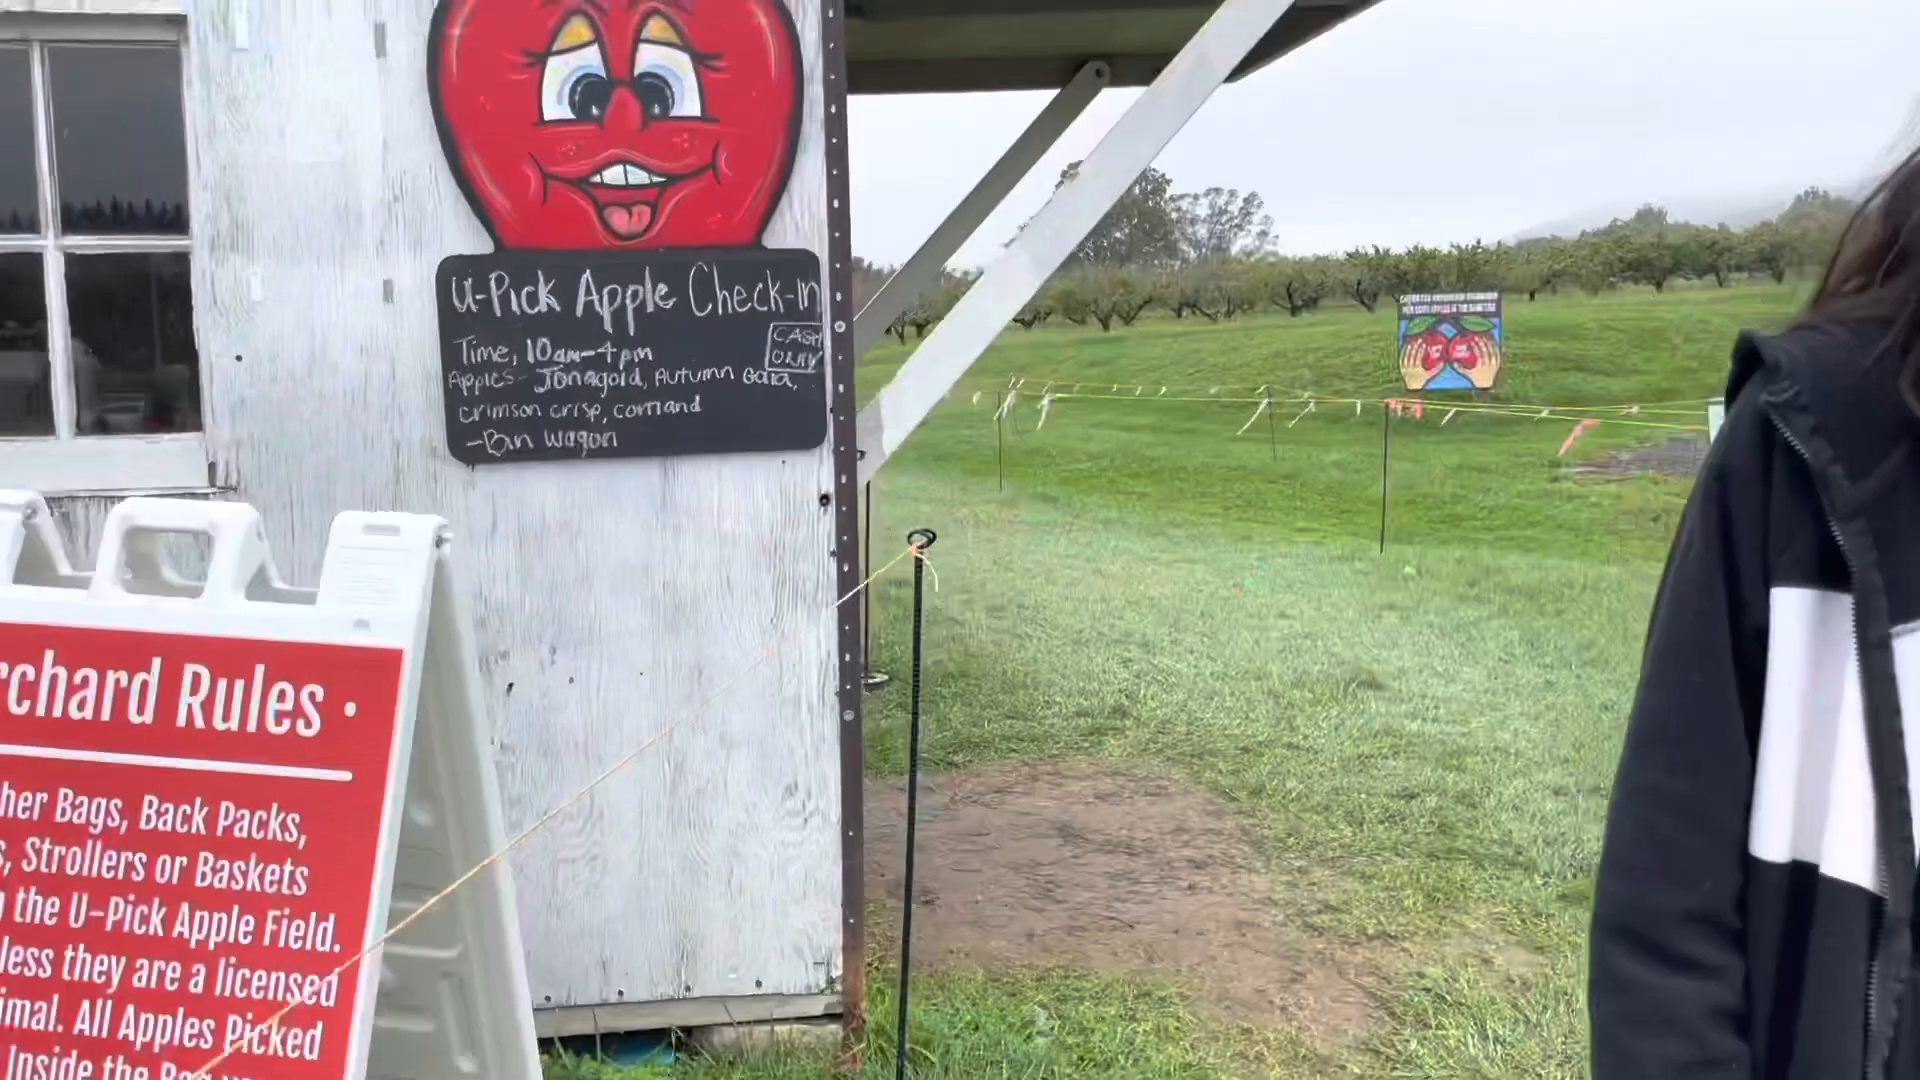 U-Pick Apple Check-in
CASH
ONLY
Time, 10am-4pm
Apples- Jonagold, Autumn Gala,
crimson crisp, cortland
-Bin wagon
rchard Rules •
her Bags, Back Packs,
s, Strollers or Baskets
the U-Pick Apple Field.
less they are a licensed
imal. All Apples Picked
Inside the Bag